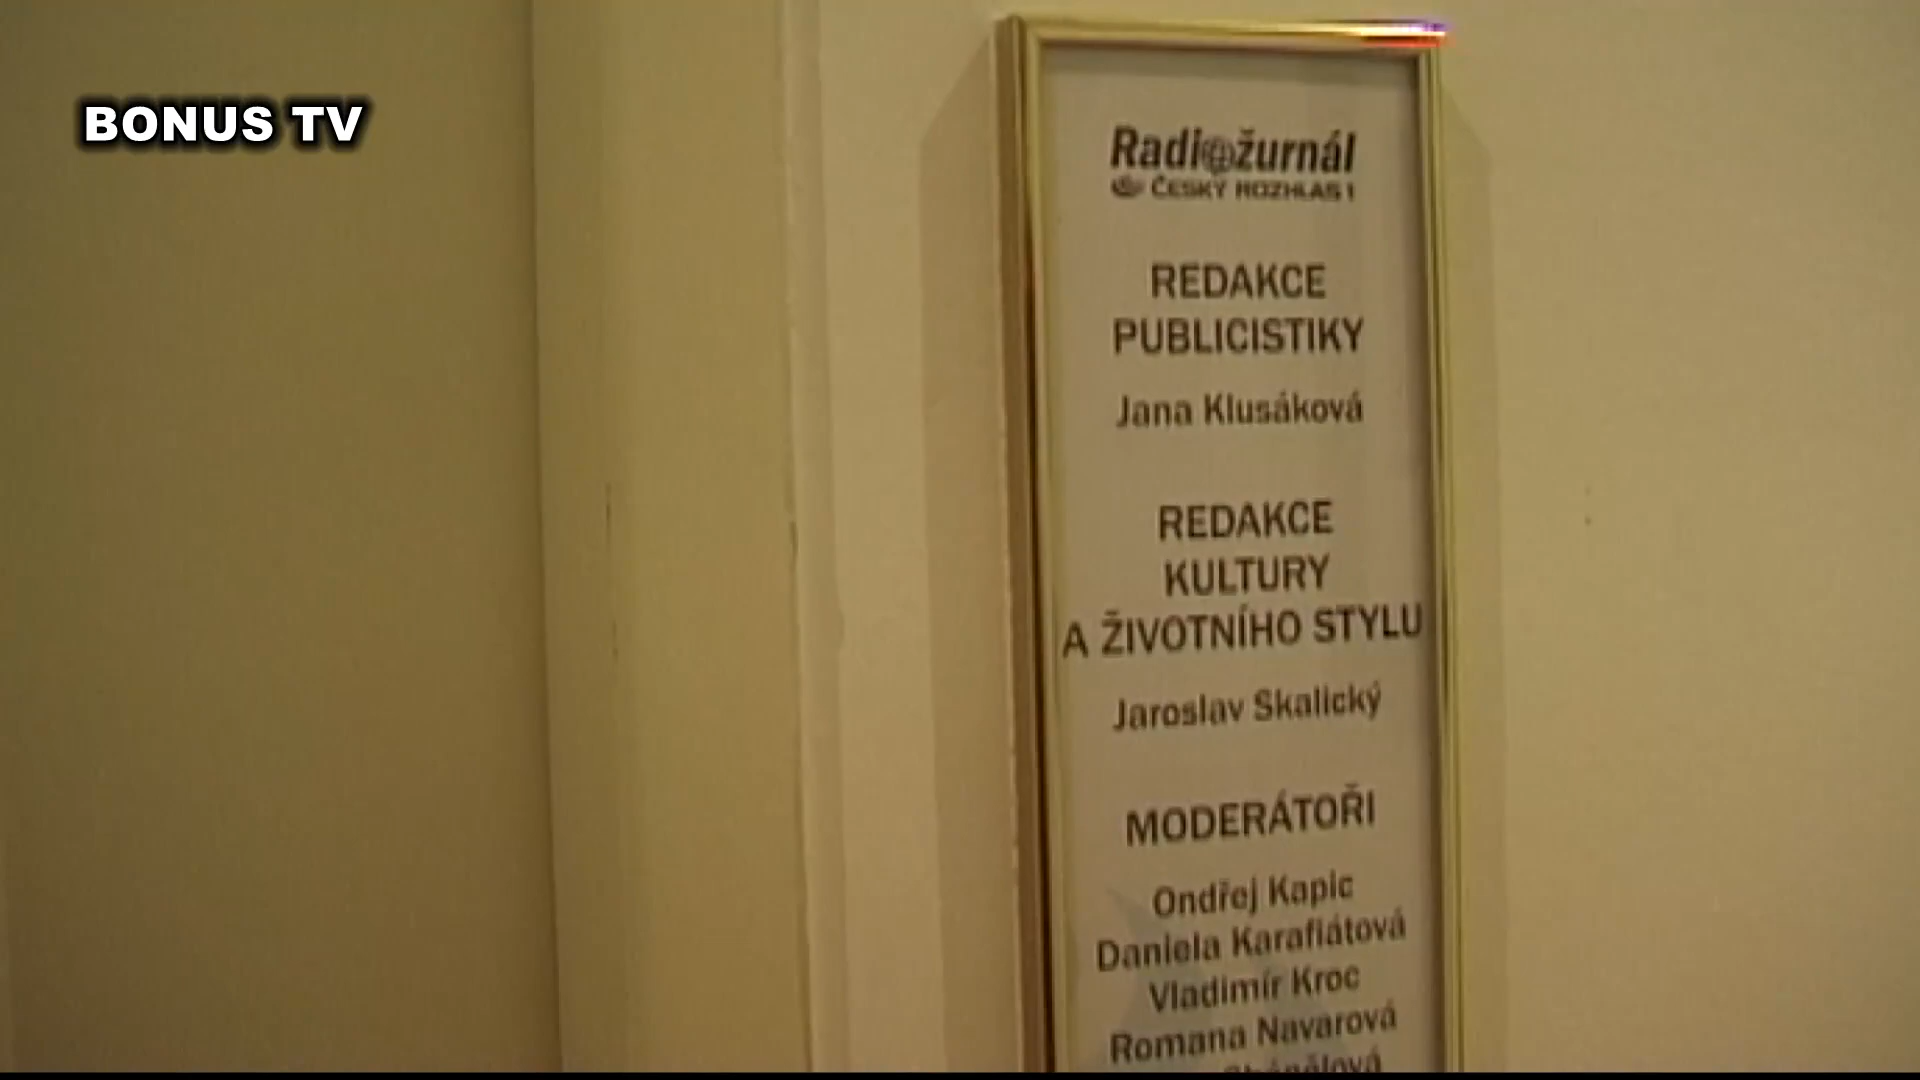 BONUS TV
Radiožurnál
ČESKÝ ROZHLAS 1
REDAKCE
PUBLICISTIKY
Jana Klusáková
REDAKCE
KULTURY
A ŽIVOTNÍHO STYLU
Jaroslav Skalický
MODERÁTOŘI
Ondřej Kapic
Daniela Karafiátová
Vladimír Kroc
Romana Navarová